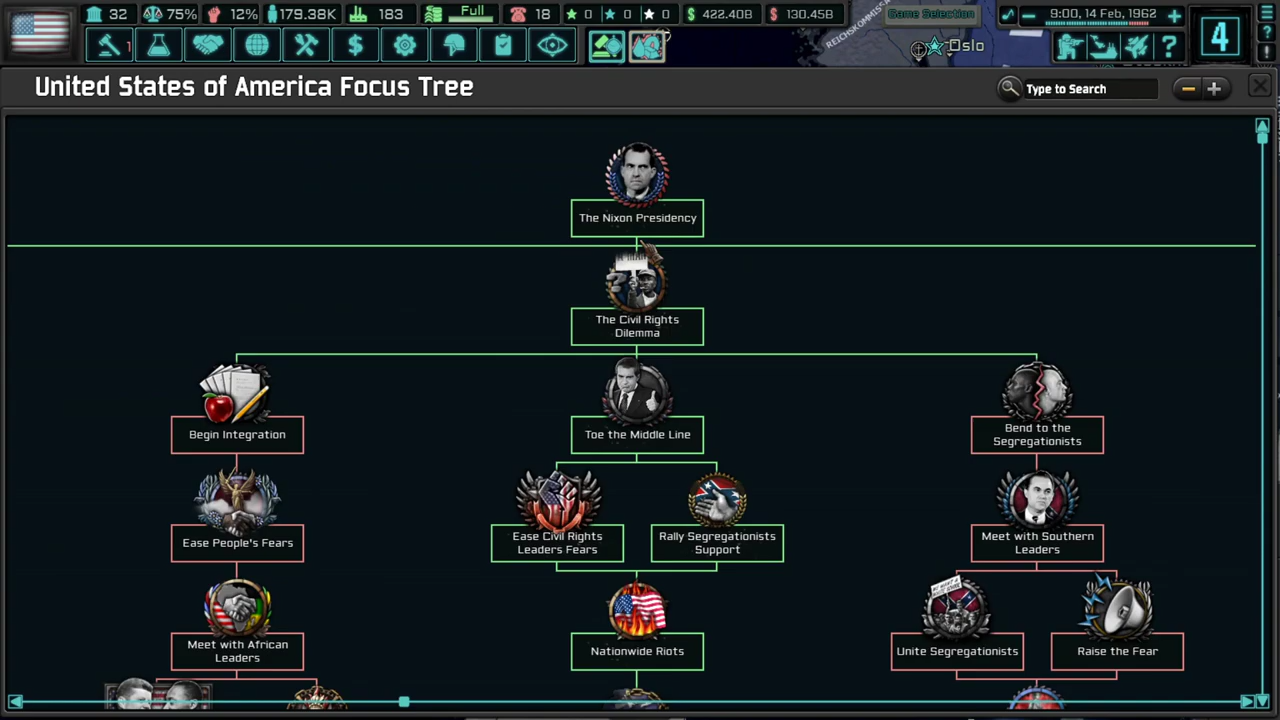 32
75%
12%
179.38K
183
Full
18
0
0
0
$ 422.40B
$ 130.45B
Game Selection
9:00, 14 Feb, 1962
4
1
Oslo
United States of America Focus Tree
Type to Search
The Nixon Presidency
The Civil Rights
Dilemma
Begin Integration
Toe the Middle Line
Bend to the
Segregationists
Ease People's Fears
Ease Civil Rights
Leaders Fears
Rally Segregationists
Support
Meet with Southern
Leaders
Meet with African
Leaders
Nationwide Riots
Unite Segregationists
Raise the Fear